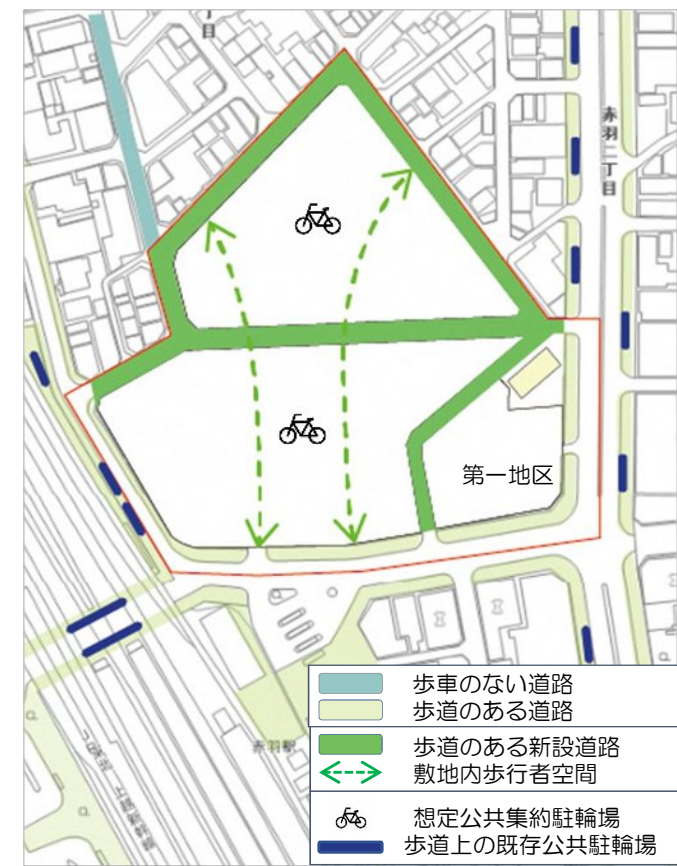 丁目
赤羽二丁目
第一地区
歩車のない道路
歩道のある道路
歩道のある新設道路
敷地内歩行者空間
想定公共集約駐輪場
歩道上の既存公共駐輪場
赤羽駅